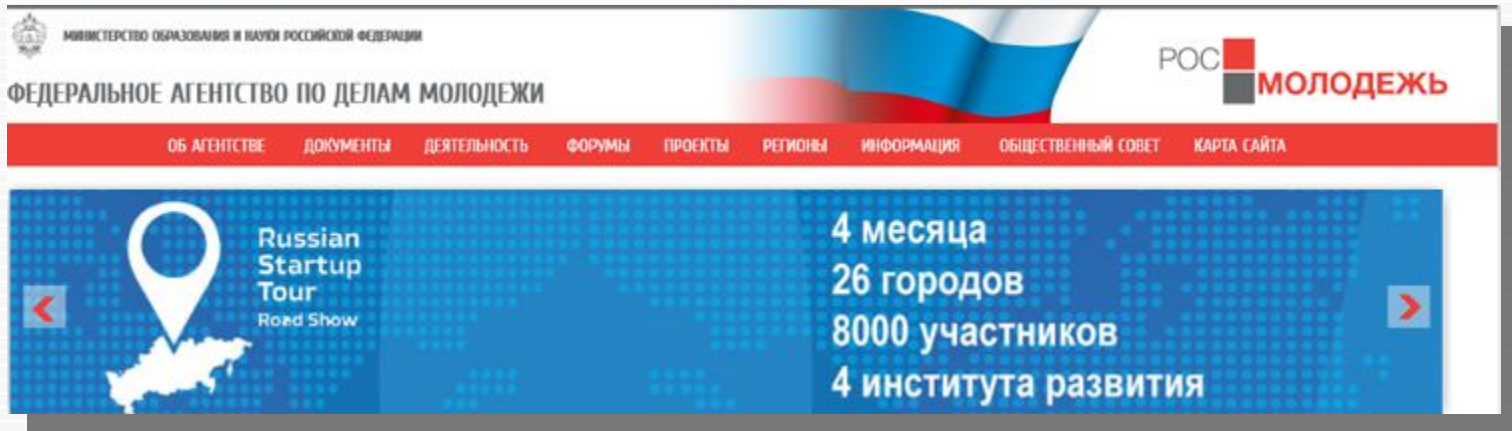 МИНИСТЕРСТВО ОБРАЗОВАНИЯ И НАУКИ РОССИЙСКОЙ ФЕДЕРАЦИИ
ФЕДЕРАЛЬНОЕ АГЕНТСТВО ПО ДЕЛАМ МОЛОДЕЖИ
РОС
МОЛОДЕЖЬ
ОБ АГЕНТСТВЕ ДОКУМЕНТЫ ДЕЯТЕЛЬНОСТЬ ФОРУМЫ ПРОЕКТЫ РЕГИОНЫ ИНФОРМАЦИЯ ОБЩЕСТВЕННЫЙ СОВЕТ КАРТА САЙТА
Russian
Startup
Tour
Road Show
4 месяца
26 городов
8000 участников
4 института развития